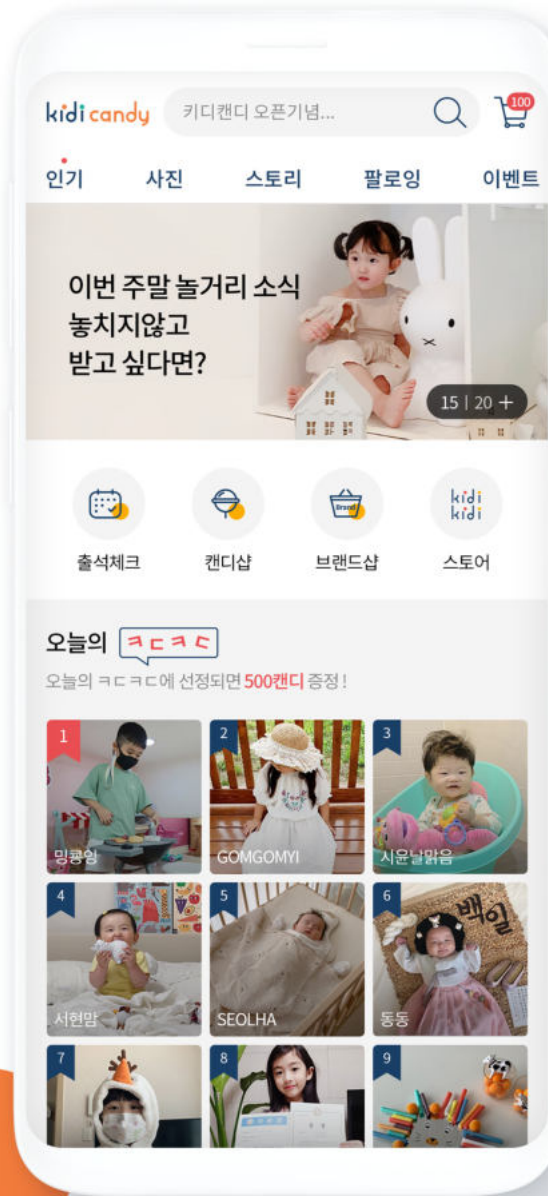 kidi candy
키디캔디 오픈기념...
100
인기 사진 스토리 팔로잉 이벤트
이번 주말 놀거리 소식
놓치지않고
받고 싶다면?
15 | 20 +
Brand
kidi
kidi
출석체크 캔디샵 브랜드샵 스토어
오늘의 ㅋㄷㅋㄷ
오늘의 ㅋㄷㅋㄷ에 선정되면 500캔디 증정!
1 2 3
밍콩잉 GOMGOMYI 시윤날맑음
4 5 6
백일
서현맘 SEOLHA 동동
7 8 9